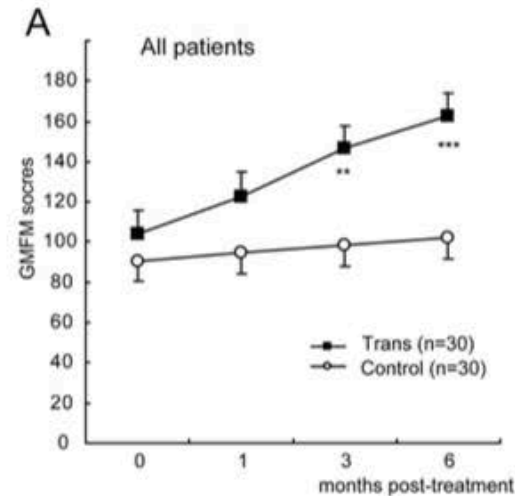 A
All patients
180
160
140
120
100
80
60
40
20
0
GMFM socres
**
***
Trans (n=30)
Control (n=30)
0 1 3 6
months post-treatment